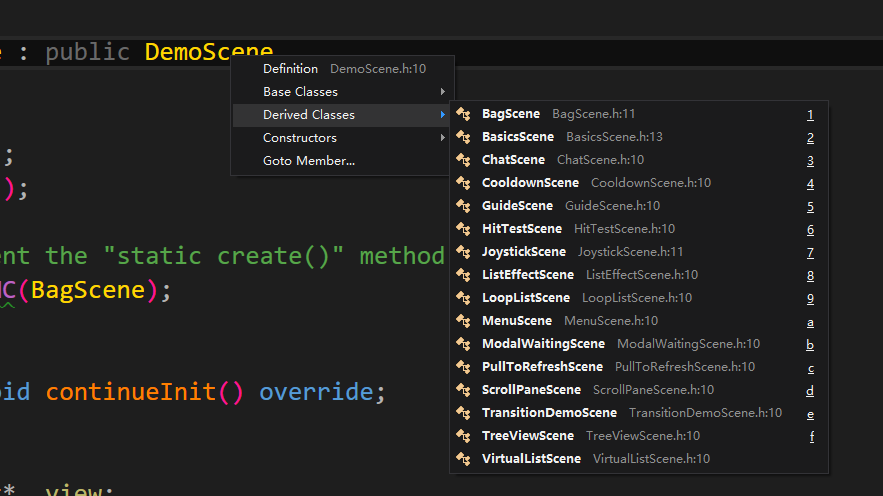 : public DemoScene
Definition DemoScene.h:10
Base Classes
Derived Classes
Constructors
Goto Member...
BagScene BagScene.h:11 1
BasicsScene BasicsScene.h:13 2
ChatScene ChatScene.h:10 3
CooldownScene CooldownScene.h:10 4
GuideScene GuideScene.h:10 5
HitTestScene HitTestScene.h:10 6
JoystickScene JoystickScene.h:11 7
ListEffectScene ListEffectScene.h:10 8
LoopListScene LoopListScene.h:10 9
MenuScene MenuScene.h:10 a
ModalWaitingScene ModalWaitingScene.h:10 b
PullToRefreshScene PullToRefreshScene.h:10 c
ScrollPaneScene ScrollPaneScene.h:10 d
TransitionDemoScene TransitionDemoScene.h:10 e
TreeViewScene TreeViewScene.h:10 f
VirtualListScene VirtualListScene.h:10
;
);
ent the "static create()" method
C(BagScene);
oid continueInit() override;
* _view;